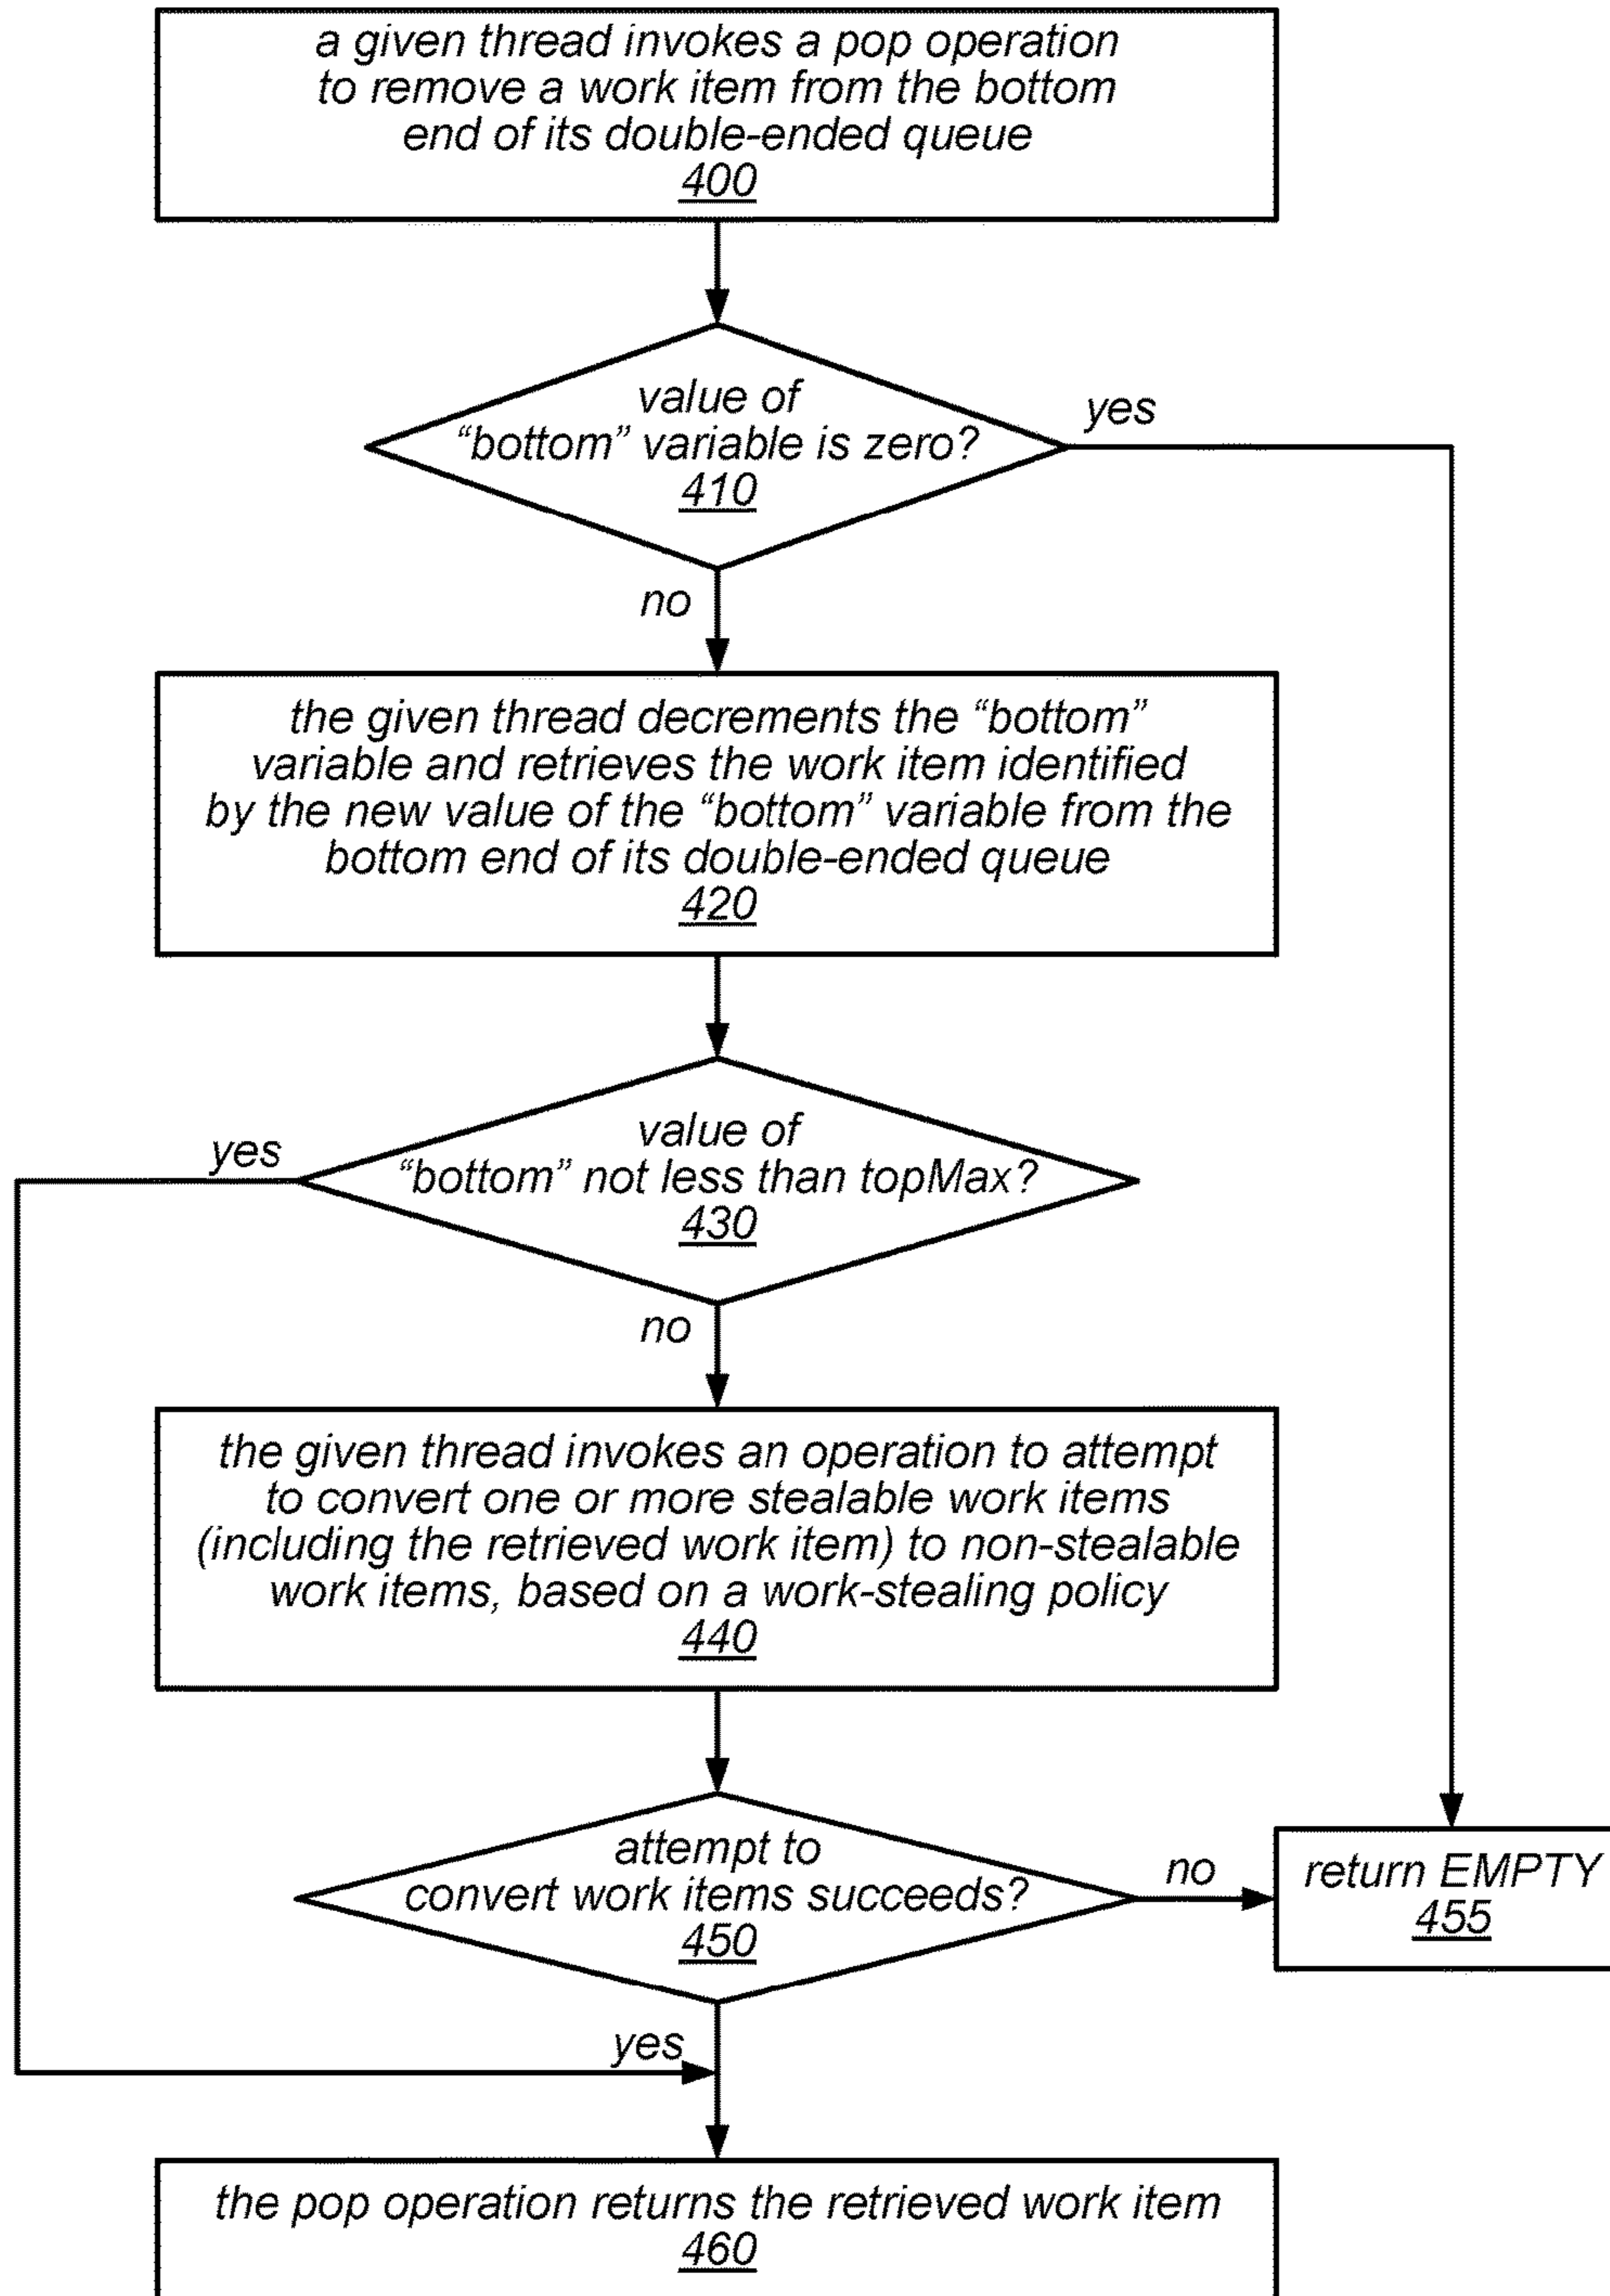 a given thread invokes a pop operation
to remove a work item from the bottom
end of its double-ended queue
400
value of
“bottom” variable is zero?
410
yes
no
the given thread decrements the “bottom”
variable and retrieves the work item identified
by the new value of the “bottom” variable from the
bottom end of its double-ended queue
420
value of
“bottom” not less than topMax?
430
yes
no
the given thread invokes an operation to attempt
to convert one or more stealable work items
(including the retrieved work item) to non-stealable
work items, based on a work-stealing policy
440
attempt to
convert work items succeeds?
450
no
return EMPTY
455
yes
the pop operation returns the retrieved work item
460